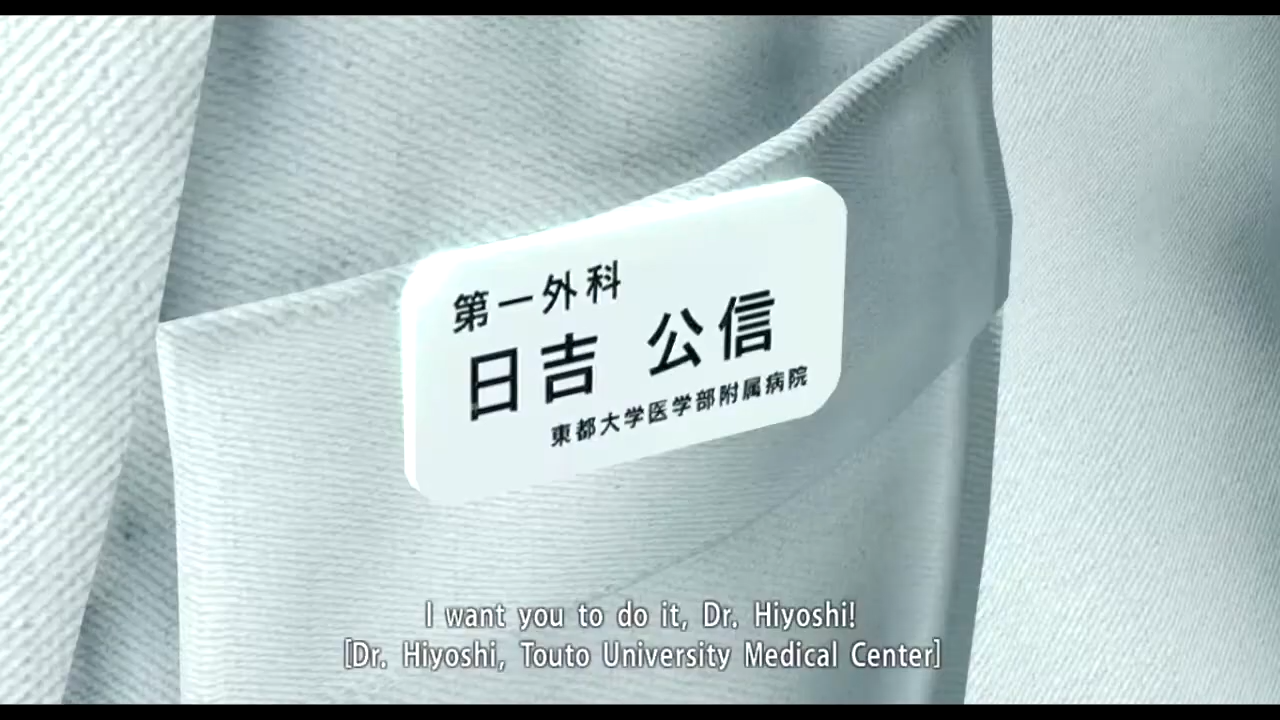 第一外科
日吉 公信
東都大学医学部附属病院
I want you to do it, Dr. Hiyoshi!
[Dr. Hiyoshi, Touto University Medical Center]